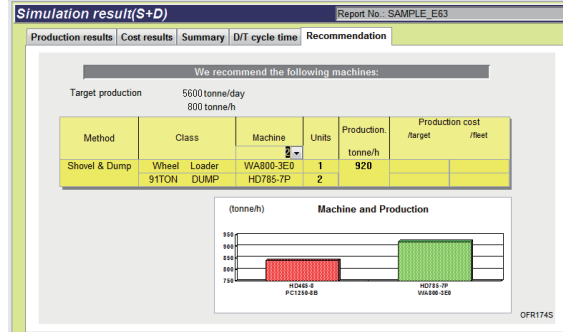 Simulation result(S+D)
Report No.: SAMPLE_E63
Production results Cost results Summary D/T cycle time Recommendation
We recommend the following machines:
Target production 5600 tonne/day
800 tonne/h
Method Class Machine Units Production. Production cost
/target /fleet
2 tonne/h
Shovel & Dump Wheel Loader WA800-3E0 1 920
91TON DUMP HD785-7P 2
(tonne/h) Machine and Production
950
900
850
800
750
HD465-8 HD785-7P
PC1250-8B WA800-3E0
OFR174S